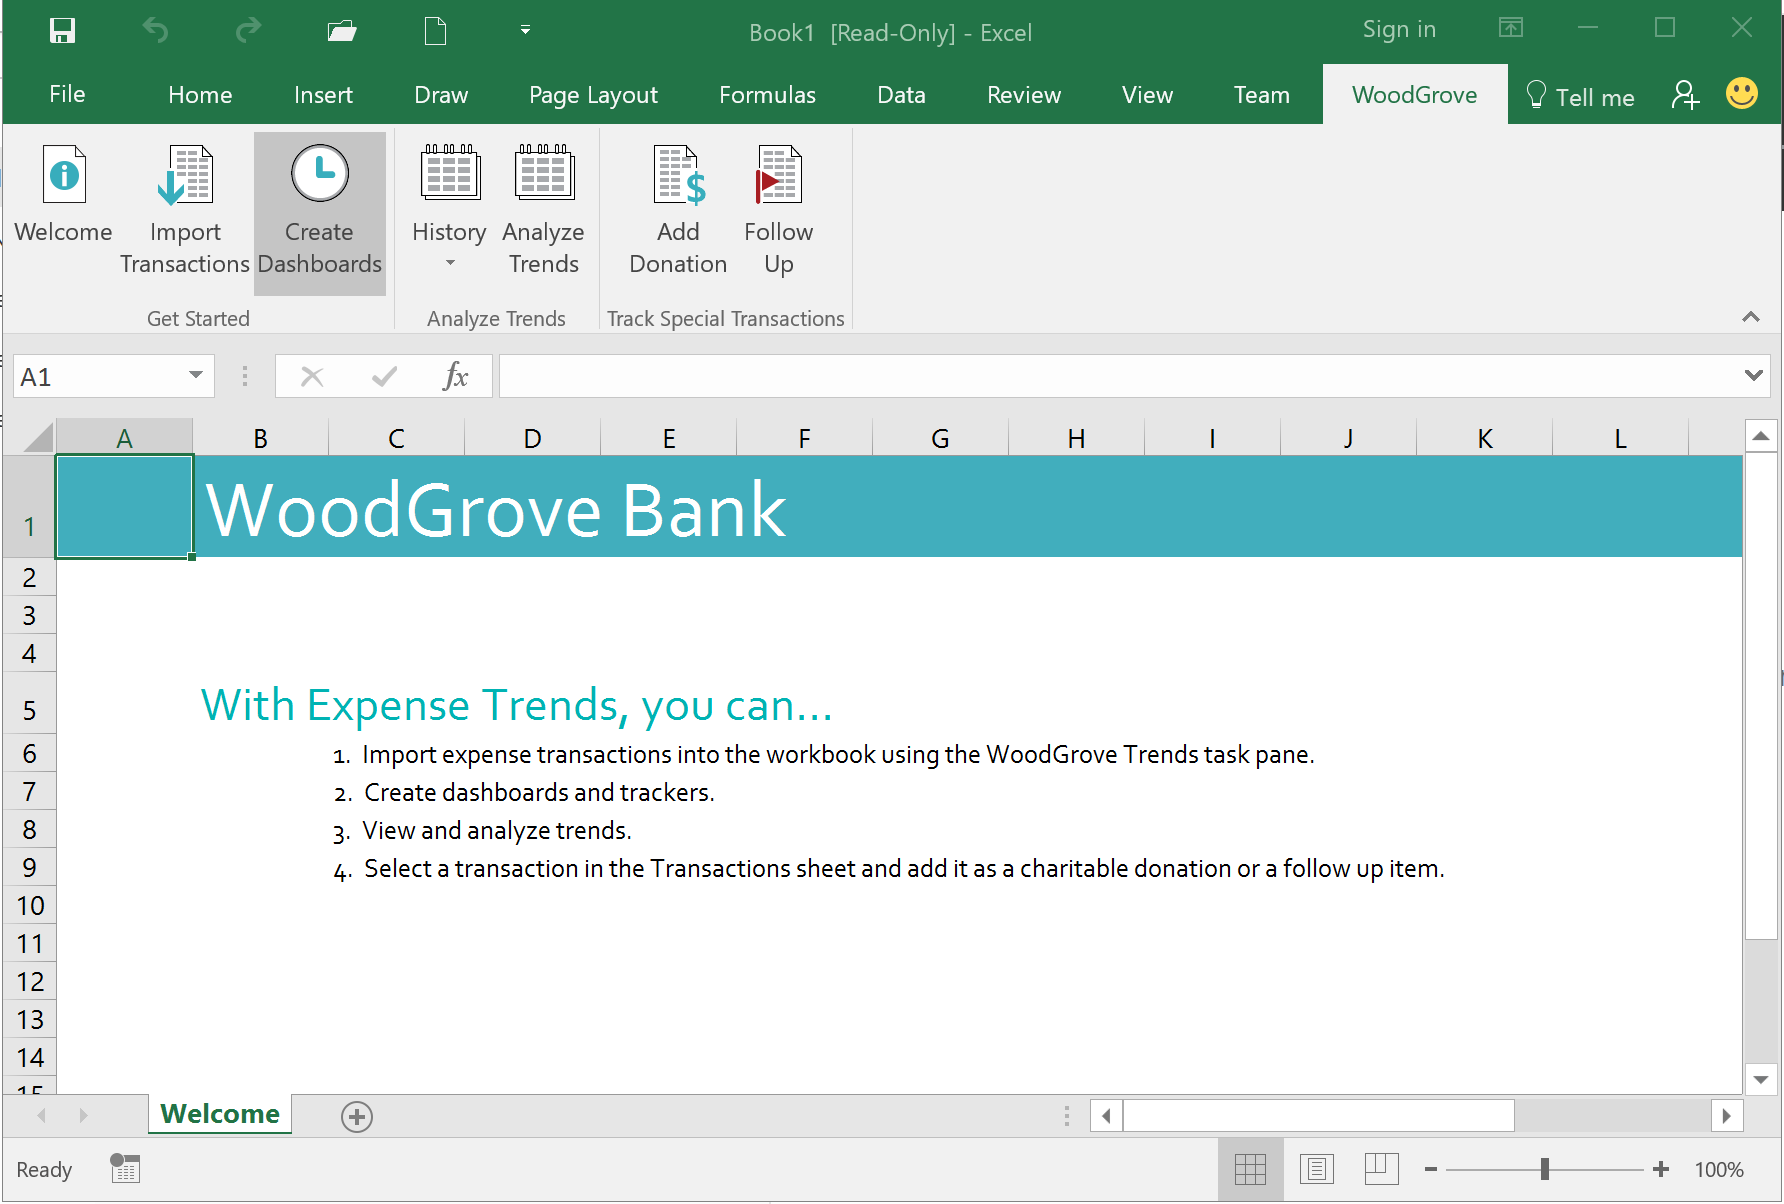 Book1 [Read-Only] - Excel
Sign in
File Home Insert Draw Page Layout Formulas Data Review View Team WoodGrove Tell me
Welcome
Import
Transactions
Create
Dashboards
History
Analyze
Trends
Add
Donation
Follow
Up
Get Started
Analyze Trends
Track Special Transactions
A1
fx
A B C D E F G H I J K L
1 WoodGrove Bank
2
3
4
5 With Expense Trends, you can...
6 1. Import expense transactions into the workbook using the WoodGrove Trends task pane.
7 2. Create dashboards and trackers.
8 3. View and analyze trends.
9 4. Select a transaction in the Transactions sheet and add it as a charitable donation or a follow up item.
10
11
12
13
14
15
Welcome
Ready
100%